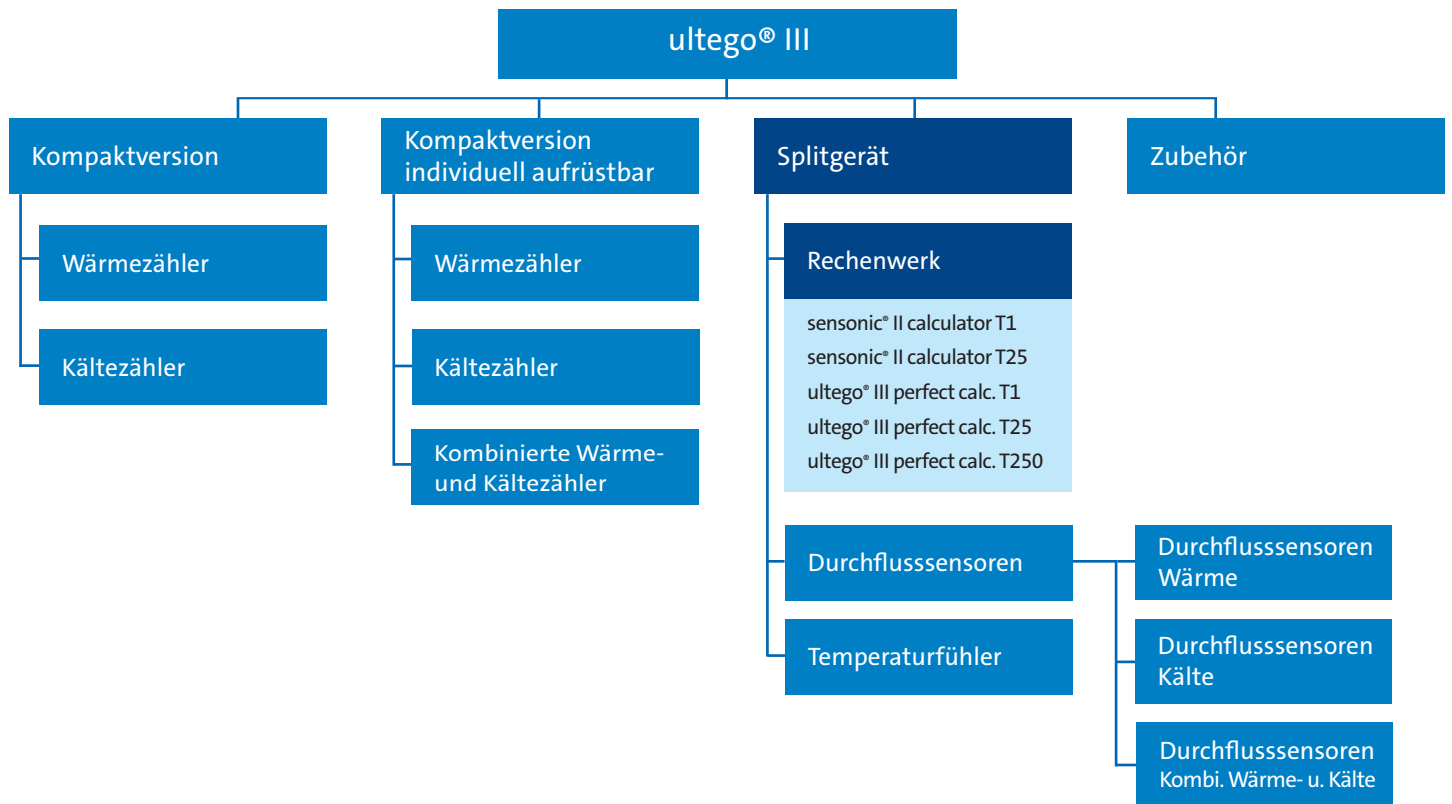 ultego® III
Kompaktversion
Wärmezähler
Kältezähler
Kompaktversion
individuell aufrüstbar
Wärmezähler
Kältezähler
Kombinierte Wärme-
und Kältezähler
Splitgerät
Rechenwerk
sensonic® II calculator T1
sensonic® II calculator T25
ultego® III perfect calc. T1
ultego® III perfect calc. T25
ultego® III perfect calc. T250
Durchflusssensoren
Durchflusssensoren
Wärme
Durchflusssensoren
Kälte
Durchflusssensoren
Kombi. Wärme- u. Kälte
Temperaturfühler
Zubehör